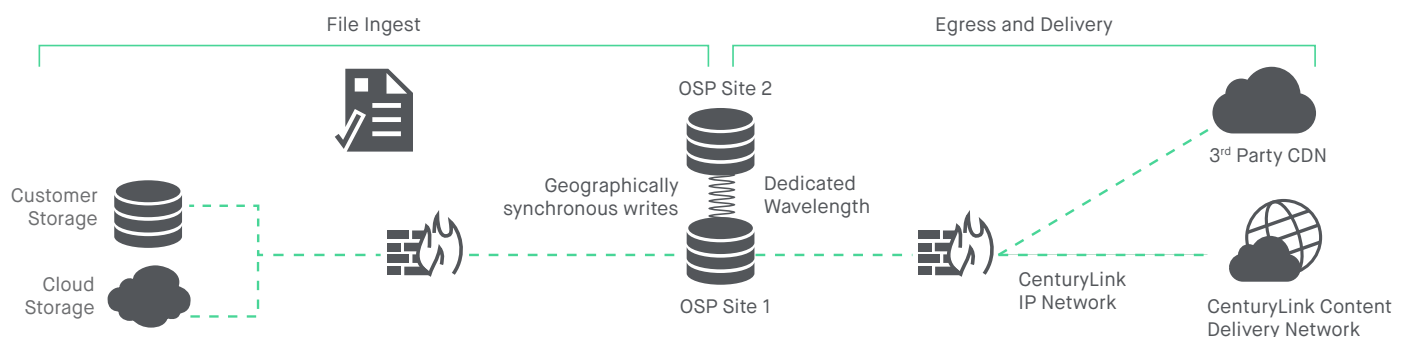 File Ingest
Egress and Delivery
OSP Site 2
3rd Party CDN
Customer
Storage
Geographically
synchronous writes
Dedicated
Wavelength
Cloud
Storage
OSP Site 1
CenturyLink
IP Network
CenturyLink Content
Delivery Network